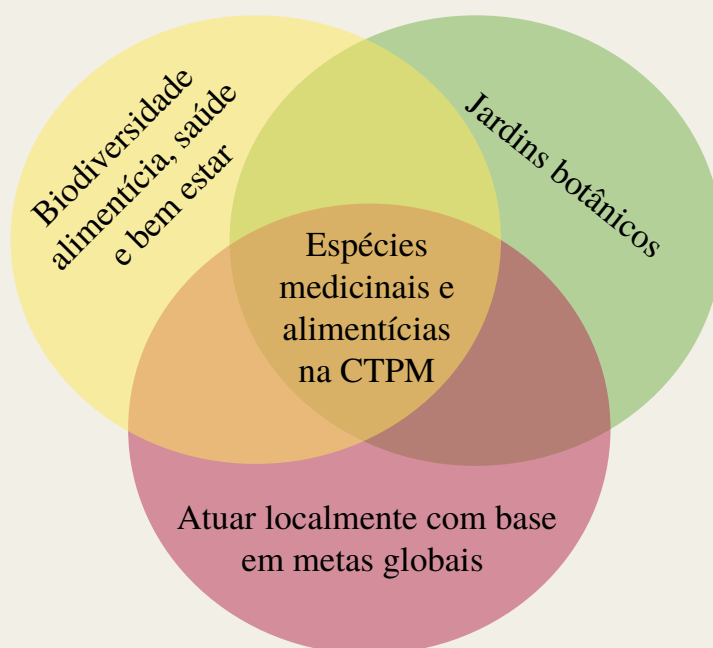 Biodiversidade
alimentícia, saúde
e bem estar
Jardins botânicos
Espécies
medicinais e
alimentícias
na CTPM
Atuar localmente com base
em metas globais